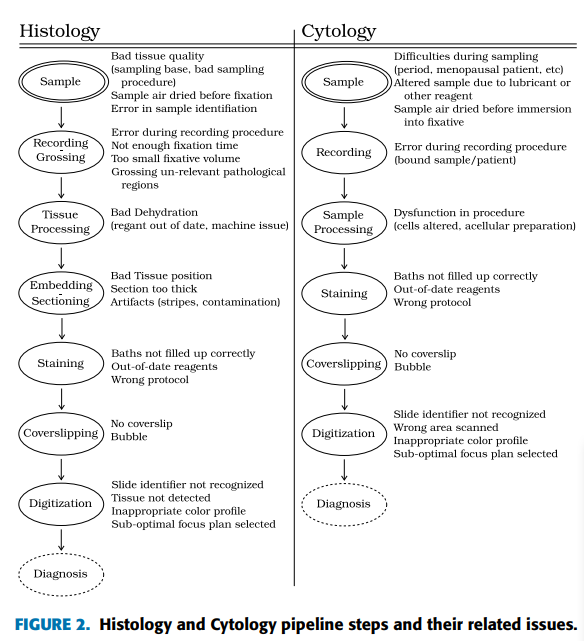 Histology
Sample
Bad tissue quality
(sampling base, bad sampling
procedure)
Sample air dried before fixation
Error in sample identifiation
Recording
-
Grossing
Error during recording procedure
Not enough fixation time
Too small fixative volume
Grossing un-relevant pathological
regions
Tissue
Processing
Bad Dehydration
(regant out of date, machine issue)
Embedding
-
Sectioning
Bad Tissue position
Section too thick
Artifacts (stripes, contamination)
Staining
Baths not filled up correctly
Out-of-date reagents
Wrong protocol
Coverslipping
No coverslip
Bubble
Digitization
Slide identifier not recognized
Tissue not detected
Inappropriate color profile
Sub-optimal focus plan selected
Diagnosis
Cytology
Sample
Difficulties during sampling
(period, menopausal patient, etc)
Altered sample due to lubricant or
other reagent
Sample air dried before immersion
into fixative
Recording
Error during recording procedure
(bound sample/patient)
Sample
Processing
Dysfunction in procedure
(cells altered, acellular preparation)
Staining
Baths not filled up correctly
Out-of-date reagents
Wrong protocol
Coverslipping
No coverslip
Bubble
Digitization
Slide identifier not recognized
Wrong area scanned
Inappropriate color profile
Sub-optimal focus plan selected
Diagnosis
FIGURE 2. Histology and Cytology pipeline steps and their related issues.